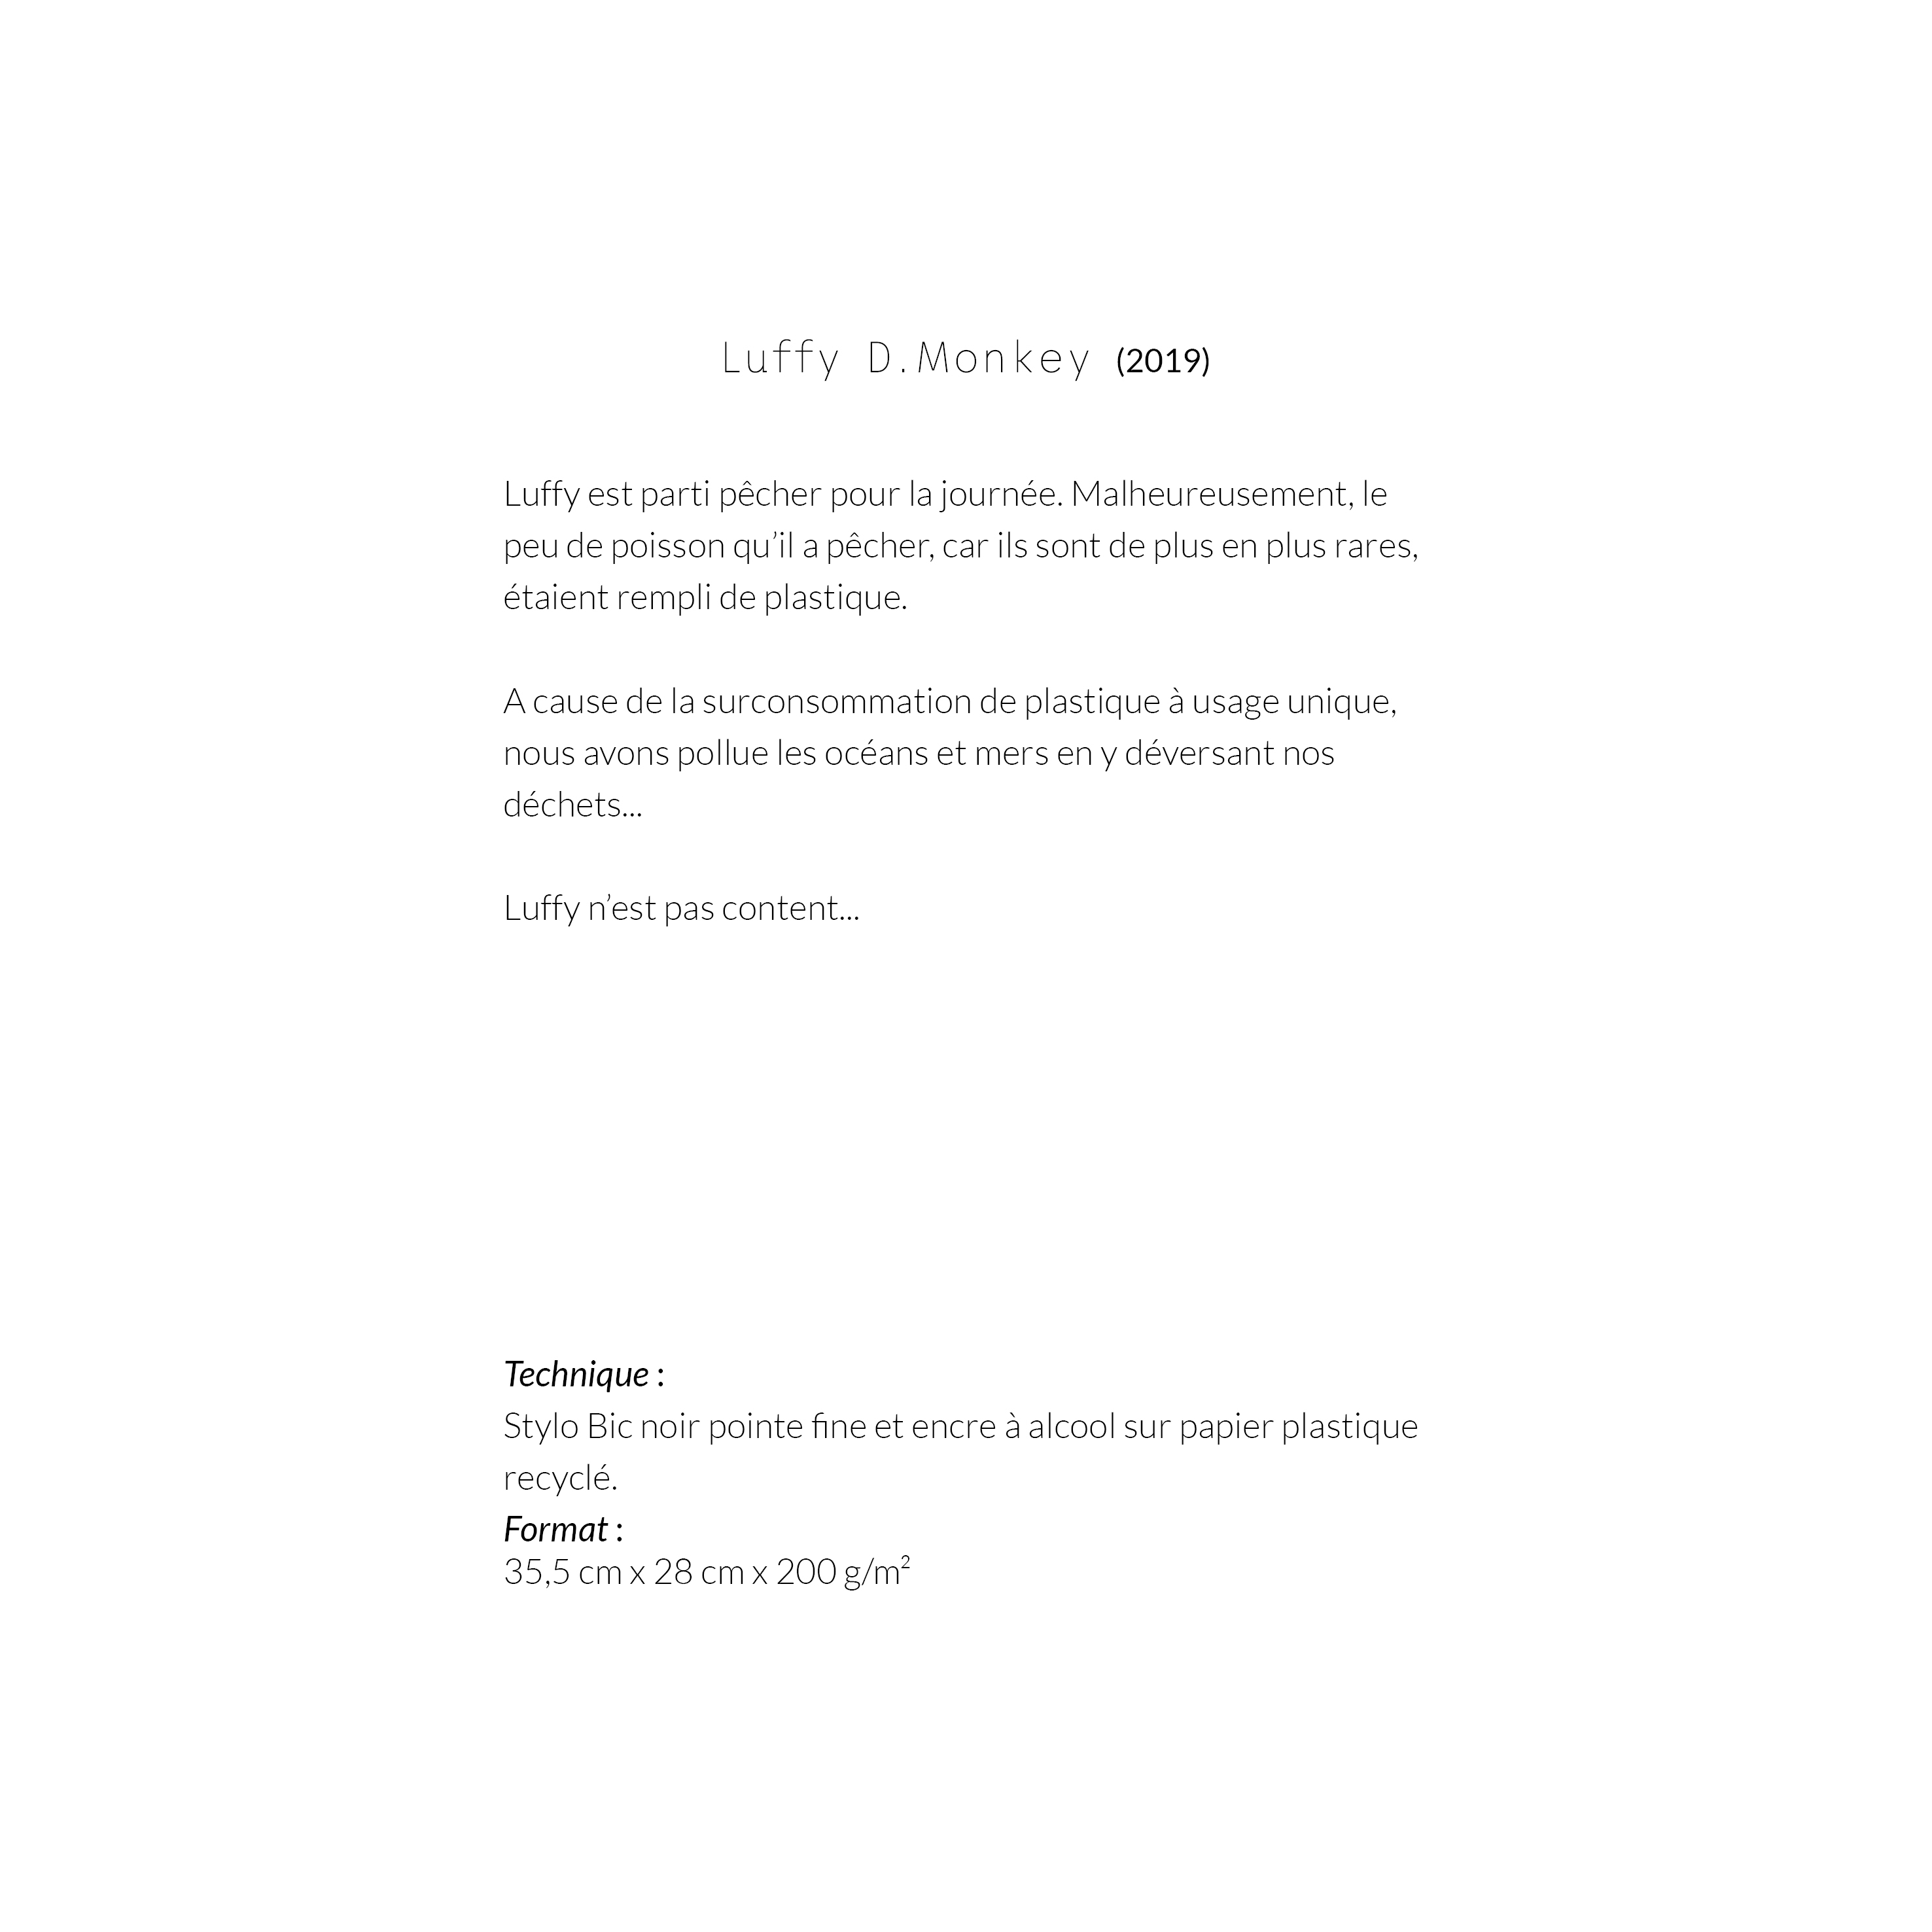 Luffy D.Monkey (2019)
Luffy est parti pêcher pour la journée. Malheureusement, le
peu de poisson qu’il a pêcher, car ils sont de plus en plus rares,
étaient rempli de plastique.
A cause de la surconsommation de plastique à usage unique,
nous avons pollue les océans et mers en y déversant nos
déchets...
Luffy n’est pas content...
Technique :
Stylo Bic noir pointe fine et encre à alcool sur papier plastique
recyclé.
Format :
35,5 cm x 28 cm x 200 g/m²